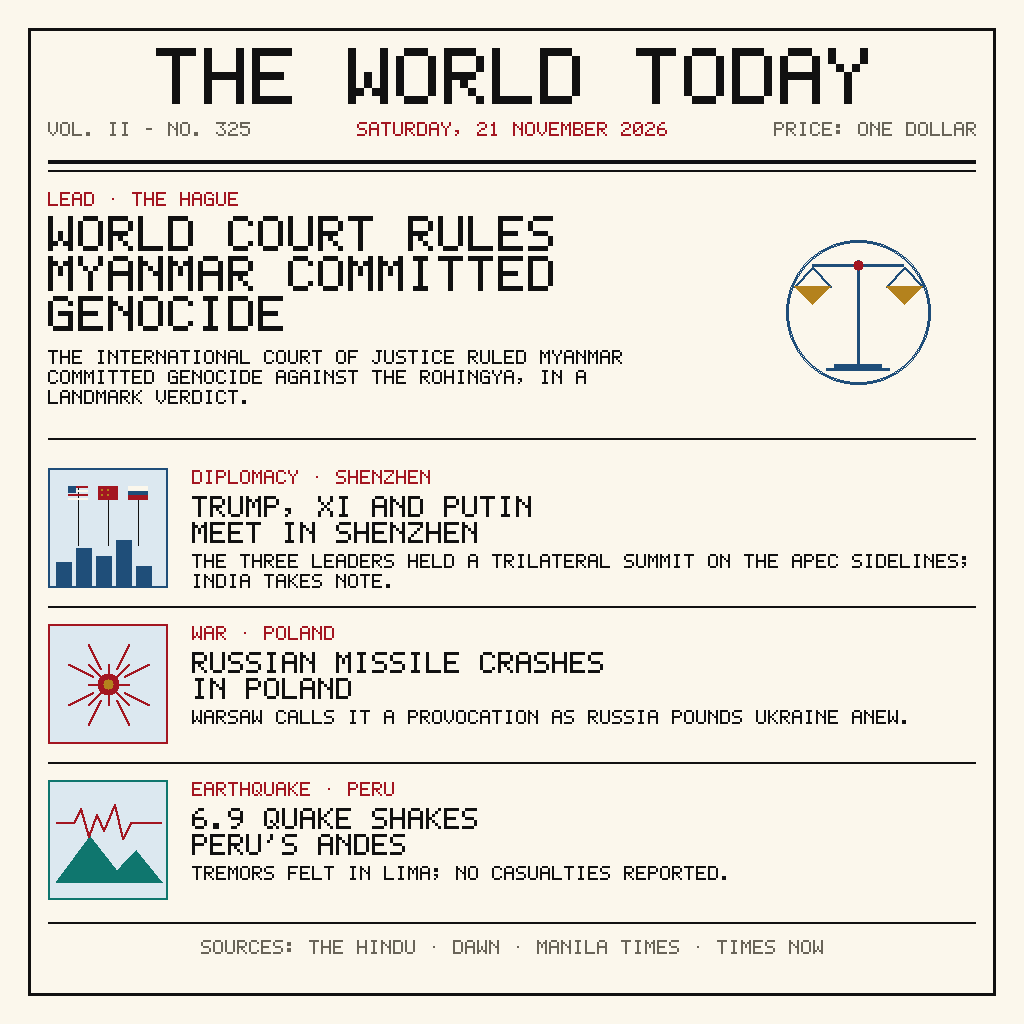 THE WORLD TODAY
VOL. II - NO. 325
SATURDAY, 21 NOVEMBER 2026
PRICE: ONE DOLLAR
LEAD · THE HAGUE
WORLD COURT RULES
MYANMAR COMMITTED
GENOCIDE
THE INTERNATIONAL COURT OF JUSTICE RULED MYANMAR
COMMITTED GENOCIDE AGAINST THE ROHINGYA, IN A
LANDMARK VERDICT.
DIPLOMACY · SHENZHEN
TRUMP, XI AND PUTIN
MEET IN SHENZHEN
THE THREE LEADERS HELD A TRILATERAL SUMMIT ON THE APEC SIDELINES;
INDIA TAKES NOTE.
WAR · POLAND
RUSSIAN MISSILE CRASHES
IN POLAND
WARSAW CALLS IT A PROVOCATION AS RUSSIA POUNDS UKRAINE ANEW.
EARTHQUAKE · PERU
6.9 QUAKE SHAKES
PERU'S ANDES
TREMORS FELT IN LIMA; NO CASUALTIES REPORTED.
SOURCES: THE HINDU · DAWN · MANILA TIMES · TIMES NOW